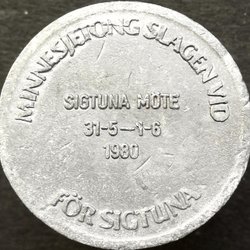 MINNESJETONG SLAGEN VID
SIGTUNA MÖTE
31-5—1-6
1980
FÖR SIGTUNA